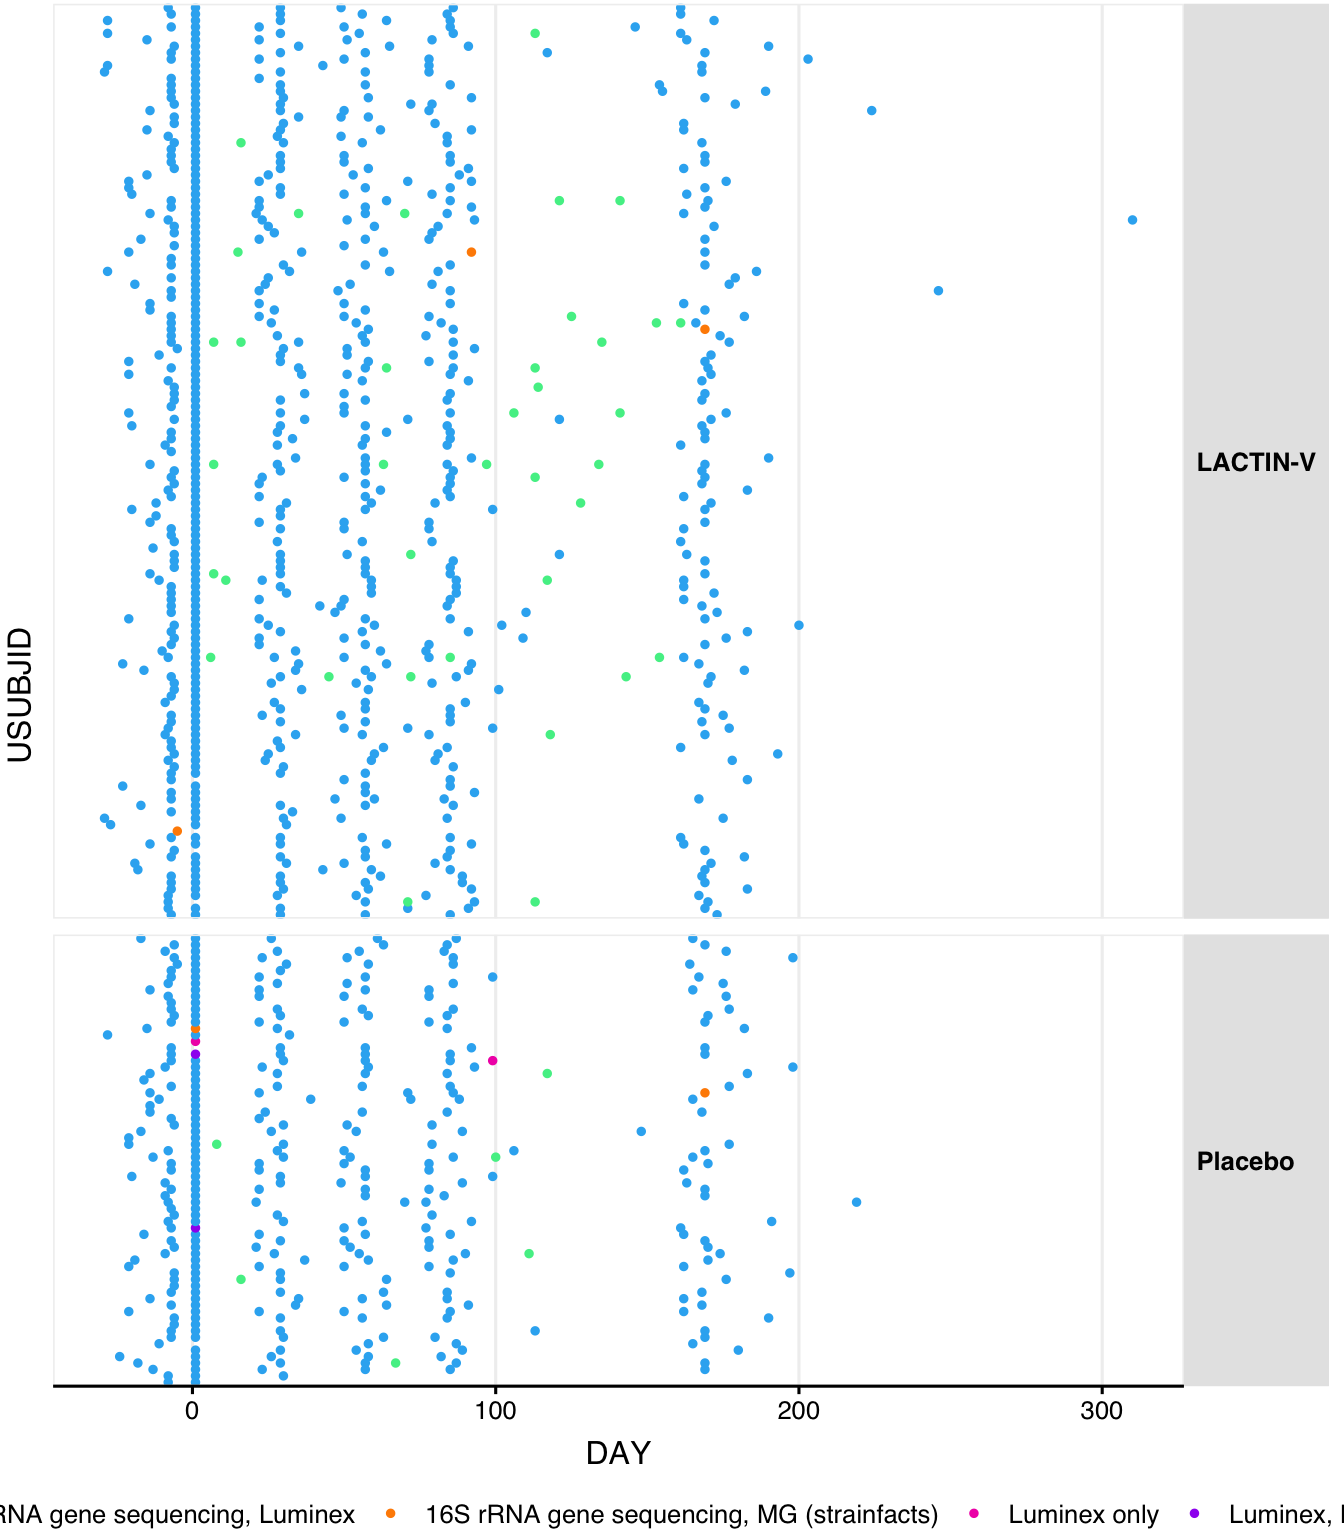 LACTIN-V
USUBJID
Placebo
0 100 200 300
DAY
RNA gene sequencing, Luminex 16S rRNA gene sequencing, MG (strainfacts) Luminex only Luminex,